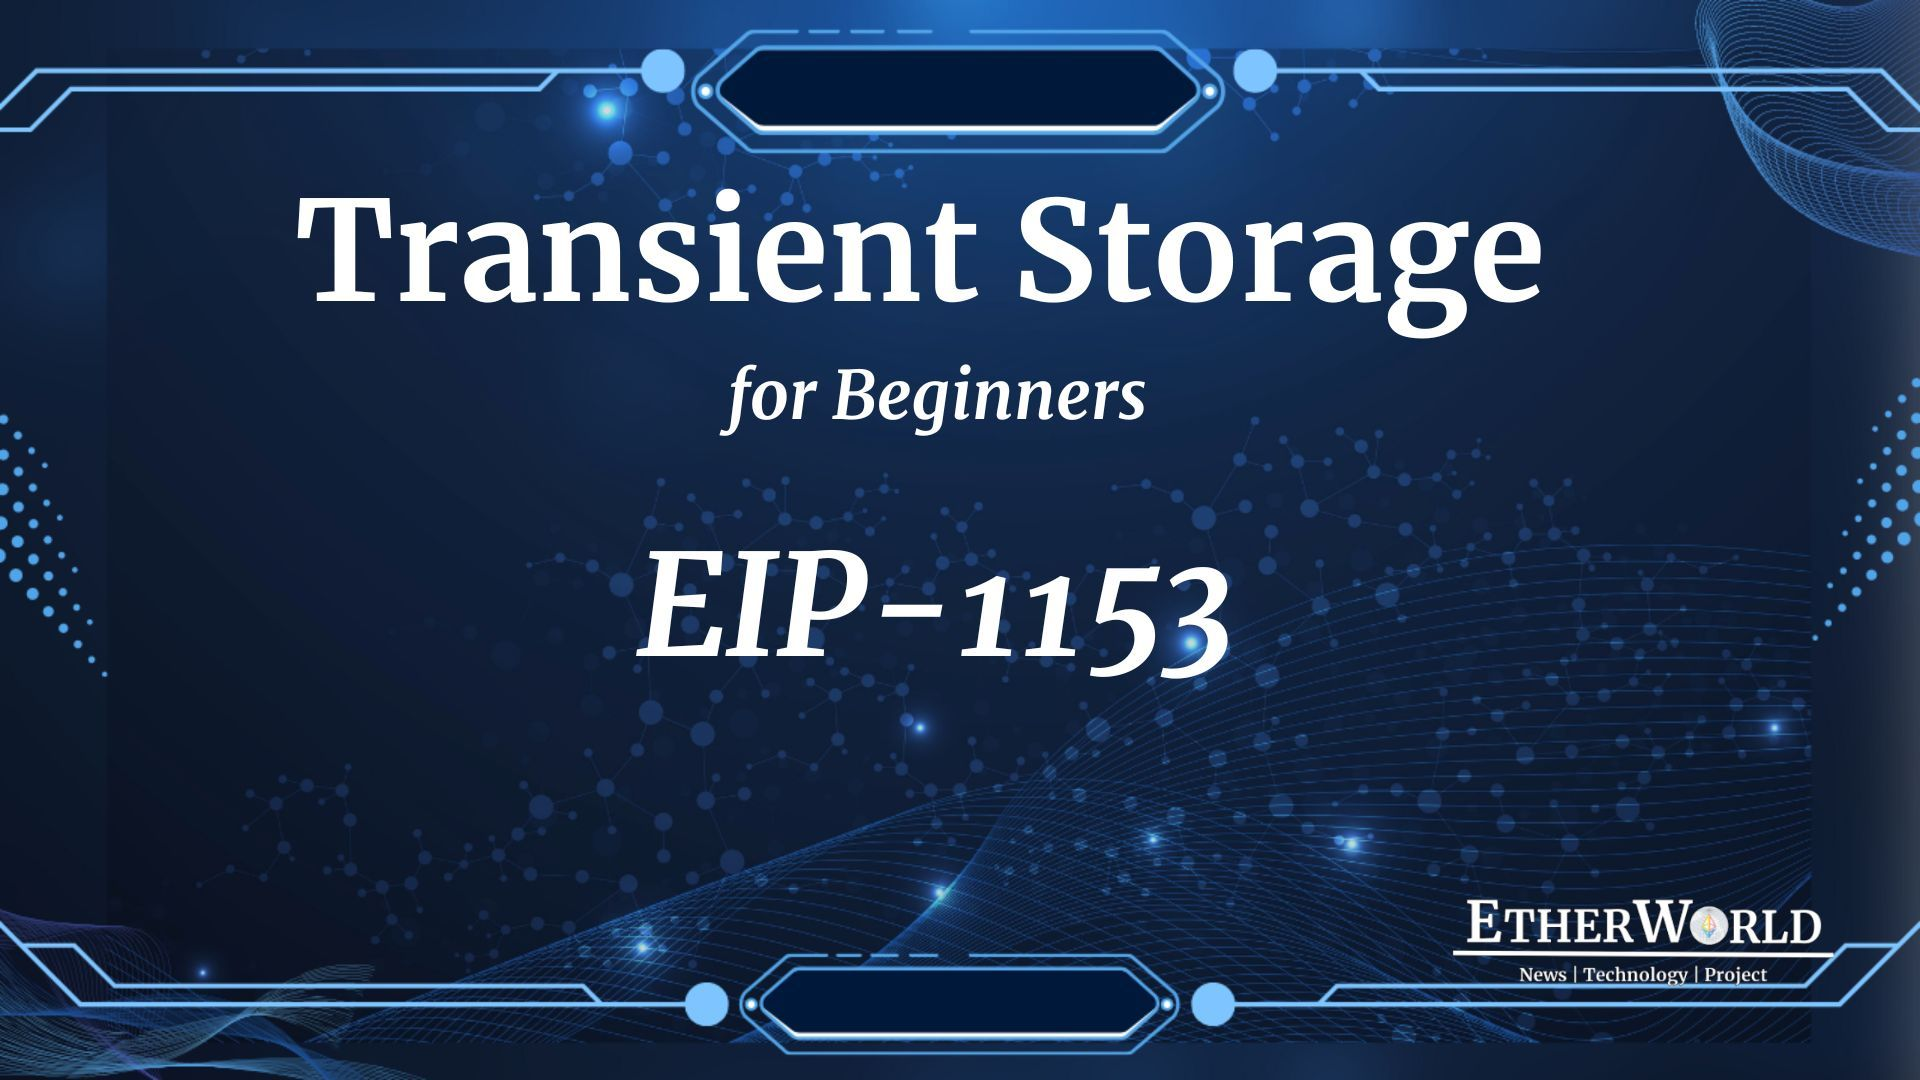 Transient Storage
for Beginners
EIP-1153
ETHERWORLD
News | Technology | Project